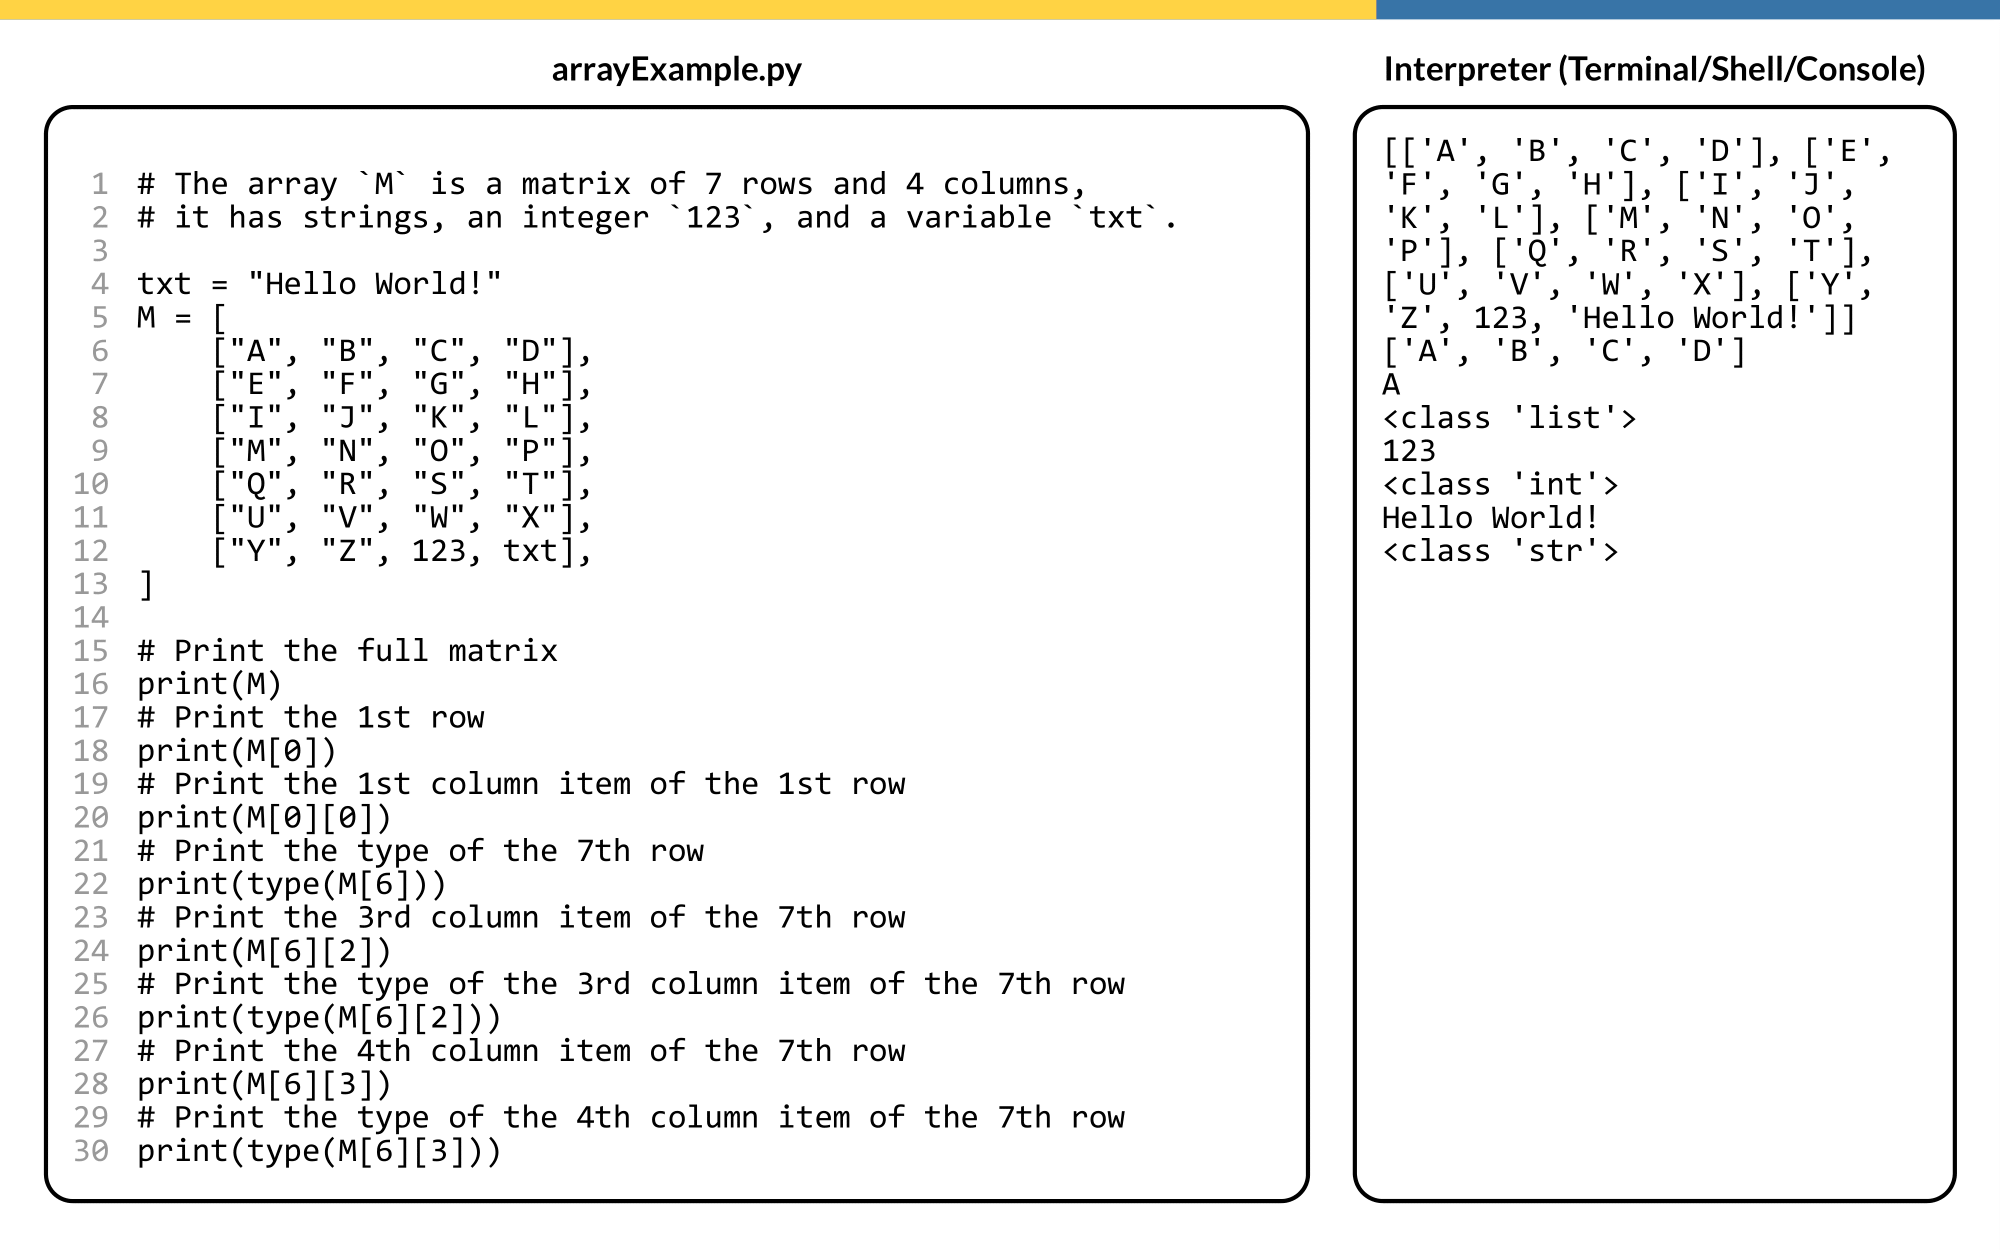 arrayExample.py
1 # The array `M` is a matrix of 7 rows and 4 columns,
2 # it has strings, an integer `123`, and a variable `txt`.
3
4 txt = "Hello World!"
5 M = [
6     ["A", "B", "C", "D"],
7     ["E", "F", "G", "H"],
8     ["I", "J", "K", "L"],
9     ["M", "N", "O", "P"],
10     ["Q", "R", "S", "T"],
11     ["U", "V", "W", "X"],
12     ["Y", "Z", 123, txt],
13 ]
14
15 # Print the full matrix
16 print(M)
17 # Print the 1st row
18 print(M[0])
19 # Print the 1st column item of the 1st row
20 print(M[0][0])
21 # Print the type of the 7th row
22 print(type(M[6]))
23 # Print the 3rd column item of the 7th row
24 print(M[6][2])
25 # Print the type of the 3rd column item of the 7th row
26 print(type(M[6][2]))
27 # Print the 4th column item of the 7th row
28 print(M[6][3])
29 # Print the type of the 4th column item of the 7th row
30 print(type(M[6][3]))
Interpreter (Terminal/Shell/Console)
[['A', 'B', 'C', 'D'], ['E',
'F', 'G', 'H'], ['I', 'J',
'K', 'L'], ['M', 'N', 'O',
'P'], ['Q', 'R', 'S', 'T'],
['U', 'V', 'W', 'X'], ['Y',
'Z', 123, 'Hello World!']]
['A', 'B', 'C', 'D']
A
<class 'list'>
123
<class 'int'>
Hello World!
<class 'str'>